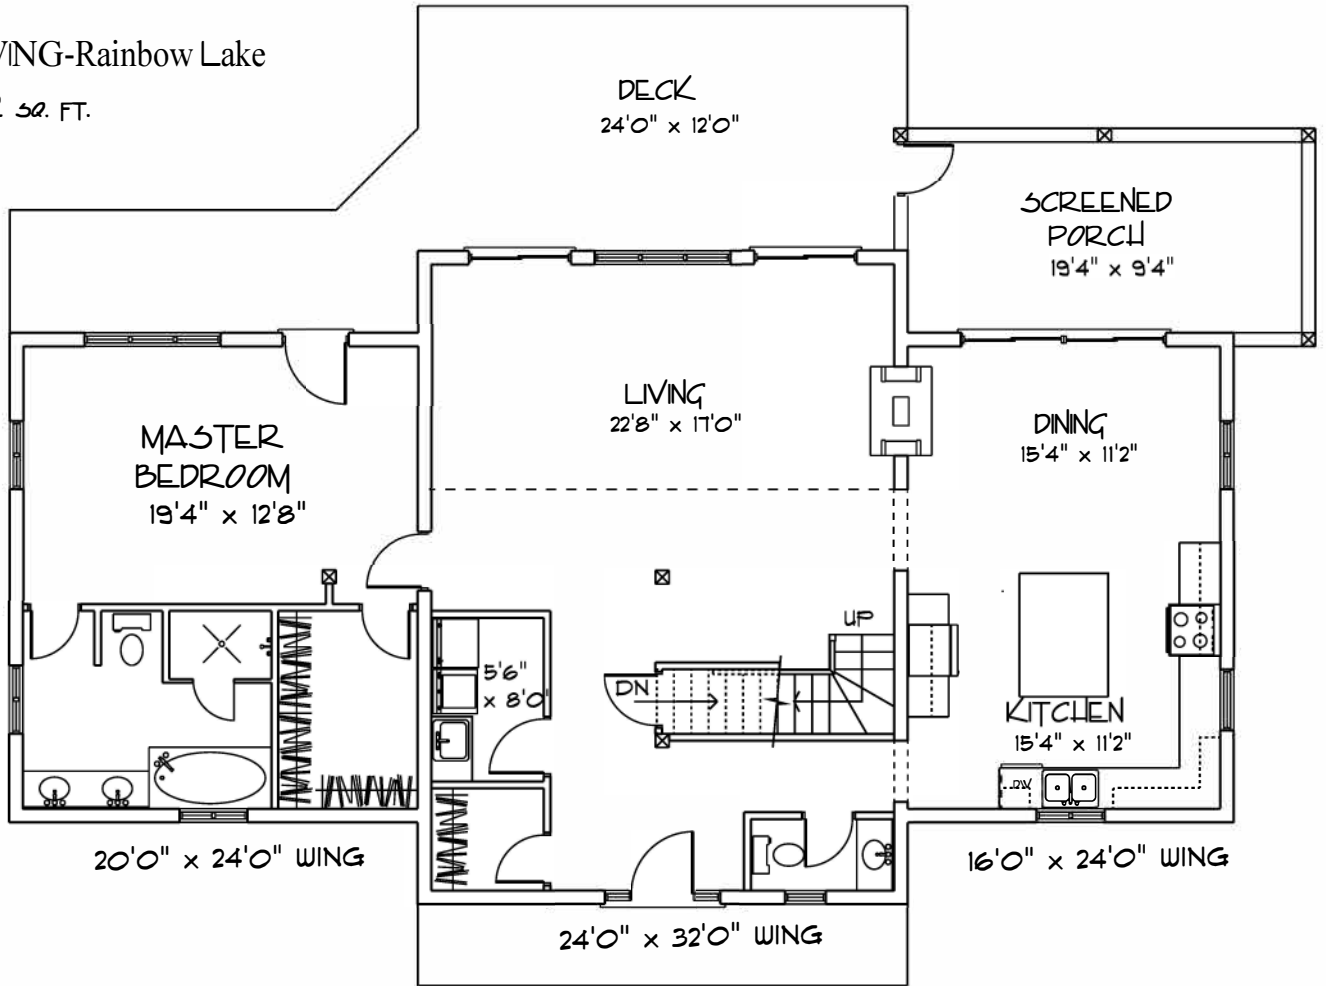 WING-Rainbow Lake
SQ. FT.
DECK
24'0" x 12'0"
SCREENED
PORCH
19'4" x 9'4"
LIVING
22'8" x 17'0"
DINING
15'4" x 11'2"
MASTER
BEDROOM
19'4" x 12'8"
UP
5'6"
x 8'0"
DN
KITCHEN
15'4" x 11'2"
DW
20'0" x 24'0" WING
16'0" x 24'0" WING
24'0" x 32'0" WING